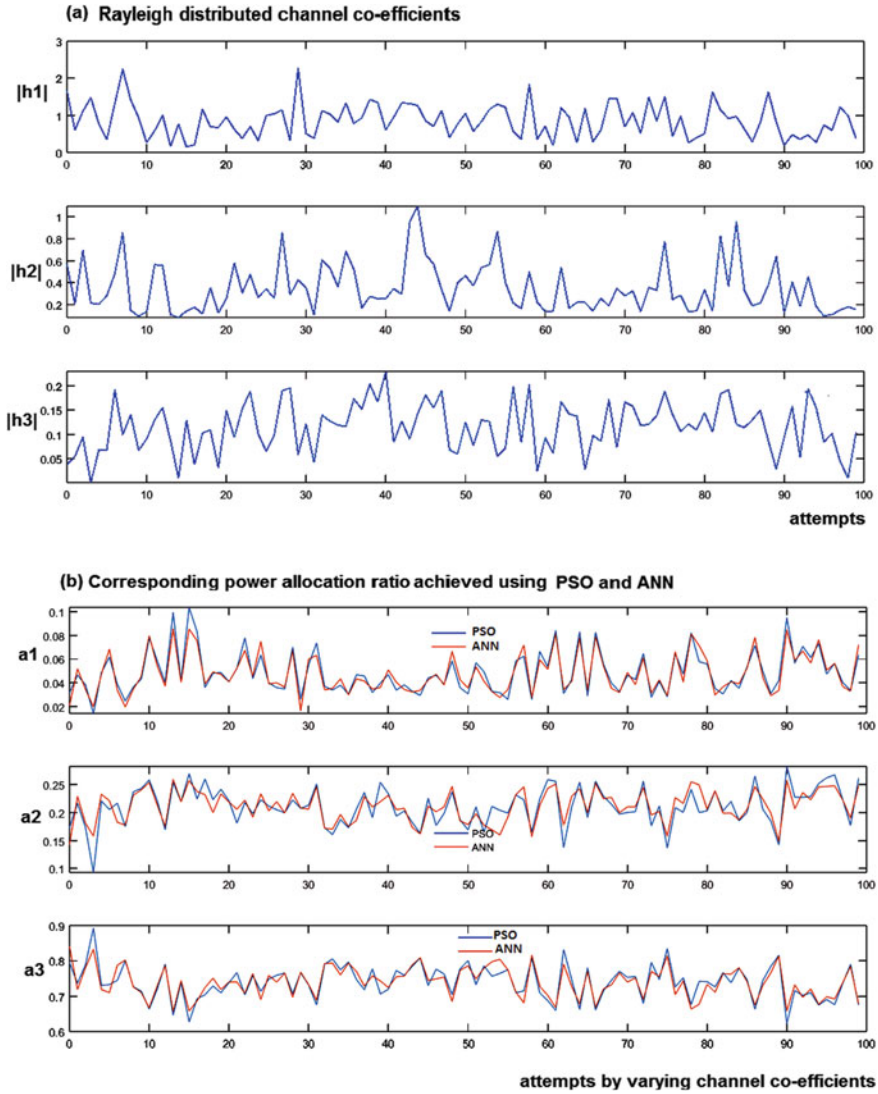 (a) Rayleigh distributed channel co-efficients
3
2
|h1|
1
0
0 10 20 30 40 50 60 70 80 90 100
1
0.8
0.6
|h2|
0.4
0.2
0 10 20 30 40 50 60 70 80 90 100
0.2
0.15
|h3|
0.1
0.05
0 10 20 30 40 50 60 70 80 90 100
attempts
(b) Corresponding power allocation ratio achieved using PSO and ANN
0.1
0.08
a1
0.06
0.04
0.02
PSO
ANN
0 10 20 30 40 50 60 70 80 90 100
0.25
a2
0.2
0.15
0.1
PSO
ANN
0 10 20 30 40 50 60 70 80 90 100
0.9
0.8
a3
0.7
0.6
PSO
ANN
0 10 20 30 40 50 60 70 80 90 100
attempts by varying channel co-efficients